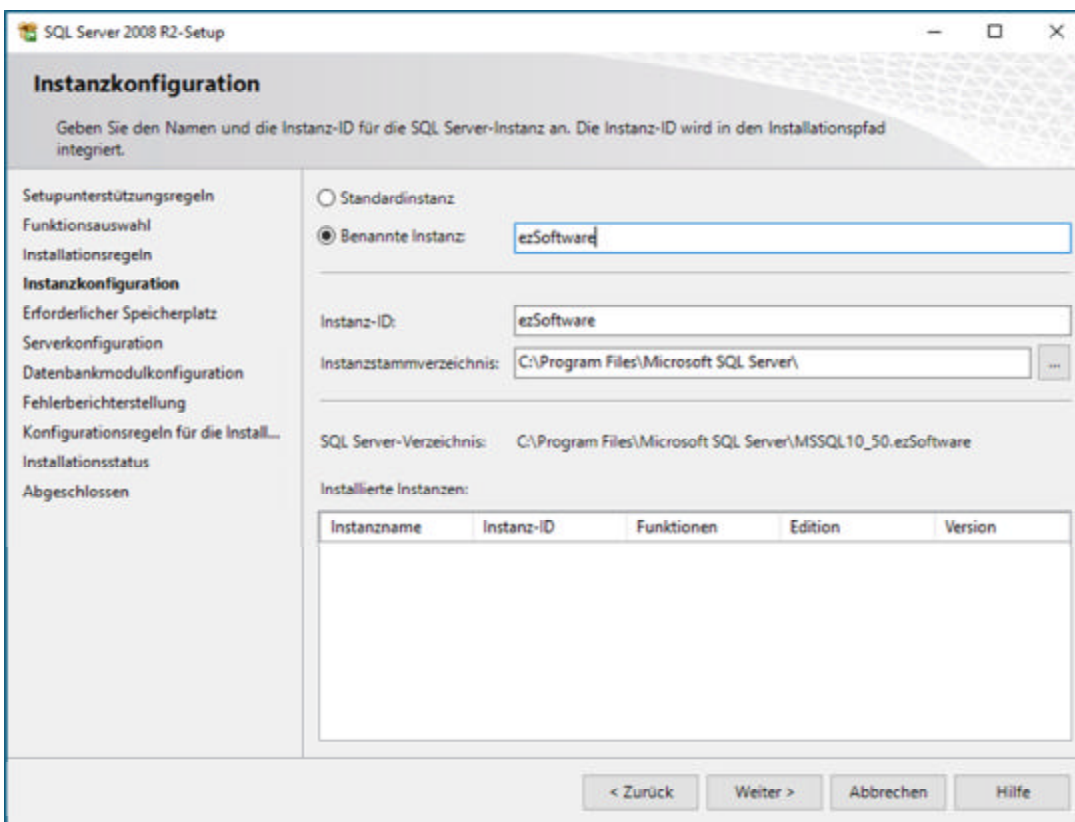 SQL Server 2008 R2-Setup
Instanzkonfiguration
Geben Sie den Namen und die Instanz-ID für die SQL Server-Instanz an. Die Instanz-ID wird in den Installationspfad
integriert.
Setupunterstützungsregeln
Funktionsauswahl
Installationsregeln
Instanzkonfiguration
Erforderlicher Speicherplatz
Serverkonfiguration
Datenbankmodulkonfiguration
Fehlerberichterstellung
Konfigurationsregeln für die Install...
Installationsstatus
Abgeschlossen
Standardinstanz
Benannte Instanz: ezSoftware
Instanz-ID: ezSoftware
Instanzstammverzeichnis: C:\Program Files\Microsoft SQL Server\ ...
SQL Server-Verzeichnis: C:\Program Files\Microsoft SQL Server\MSSQL10_50.ezSoftware
Installierte Instanzen:
Instanzname Instanz-ID Funktionen Edition Version
< Zurück Weiter > Abbrechen Hilfe